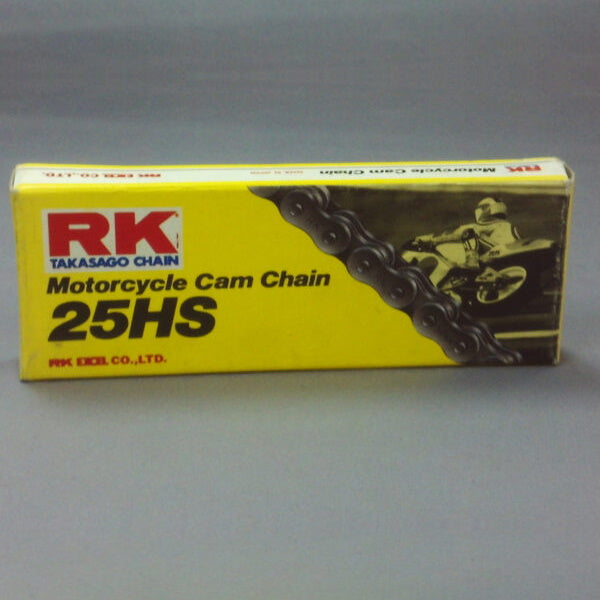 RK EXCEL CO.,LTD.
RK Motorcycle Cam Chain
RK
TAKASAGO CHAIN
Motorcycle Cam Chain
25HS
RK EXCEL CO.,LTD.